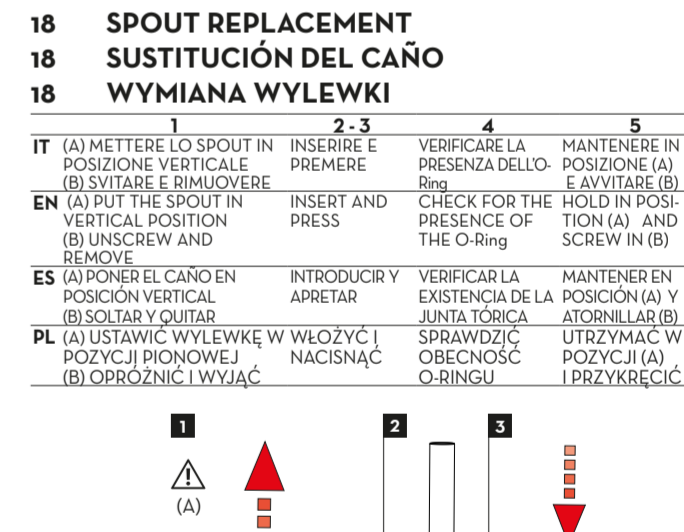 18 SPOUT REPLACEMENT
18 SUSTITUCIÓN DEL CAÑO
18 WYMIANA WYLEWKI
1 2 - 3 4 5
IT (A) METTERE LO SPOUT IN INSERIRE E VERIFICARE LA MANTENERE IN
POSIZIONE VERTICALE PREMERE PRESENZA DELL'O- POSIZIONE (A)
(B) SVITARE E RIMUOVERE Ring E AVVITARE (B)
EN (A) PUT THE SPOUT IN INSERT AND CHECK FOR THE HOLD IN POSI-
VERTICAL POSITION PRESS PRESENCE OF TION (A) AND
(B) UNSCREW AND THE O-Ring SCREW IN (B)
REMOVE
ES (A) PONER EL CAÑO EN INTRODUCIR Y VERIFICAR LA MANTENER EN
POSICIÓN VERTICAL APRETAR EXISTENCIA DE LA POSICIÓN (A) Y
(B) SOLTAR Y QUITAR JUNTA TÓRICA ATORNILLAR (B)
PL (A) USTAWIĆ WYLEWKĘ W WŁOŻYĆ I SPRAWDZIĆ UTRZYMAĆ W
POZYCJI PIONOWEJ NACISNĄĆ OBECNOŚĆ POZYCJI (A)
(B) OPRÓŻNIĆ I WYJĄĆ O-RINGU I PRZYKRĘCIĆ
1 2 3
(A)